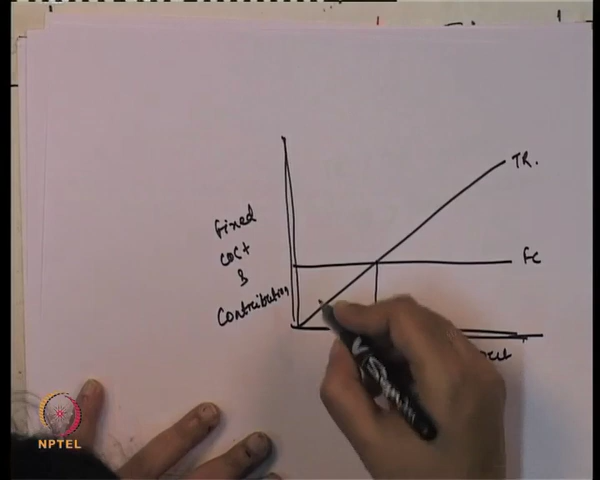 TR.
Fixed
cost
&
Contribution
FC
NPTEL